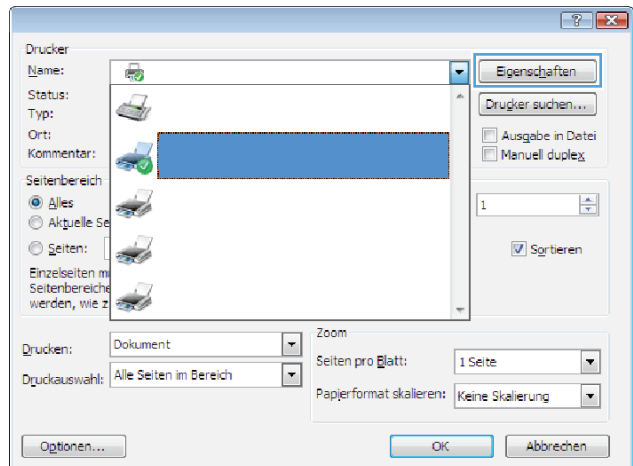 Drucker
Name:
Eigenschaften
Status:
Drucker suchen...
Typ:
Ort:
Ausgabe in Datei
Kommentar:
Manuell duplex
Seitenbereich
Alles
1
Aktuelle Se
Seiten:
Sortieren
Einzelseiten m
Seitenbereiche
werden, wie z
Zoom
Drucken:
Dokument
Seiten pro Blatt:
1 Seite
Druckauswahl:
Alle Seiten im Bereich
Papierformat skalieren:
Keine Skalierung
Optionen...
OK
Abbrechen